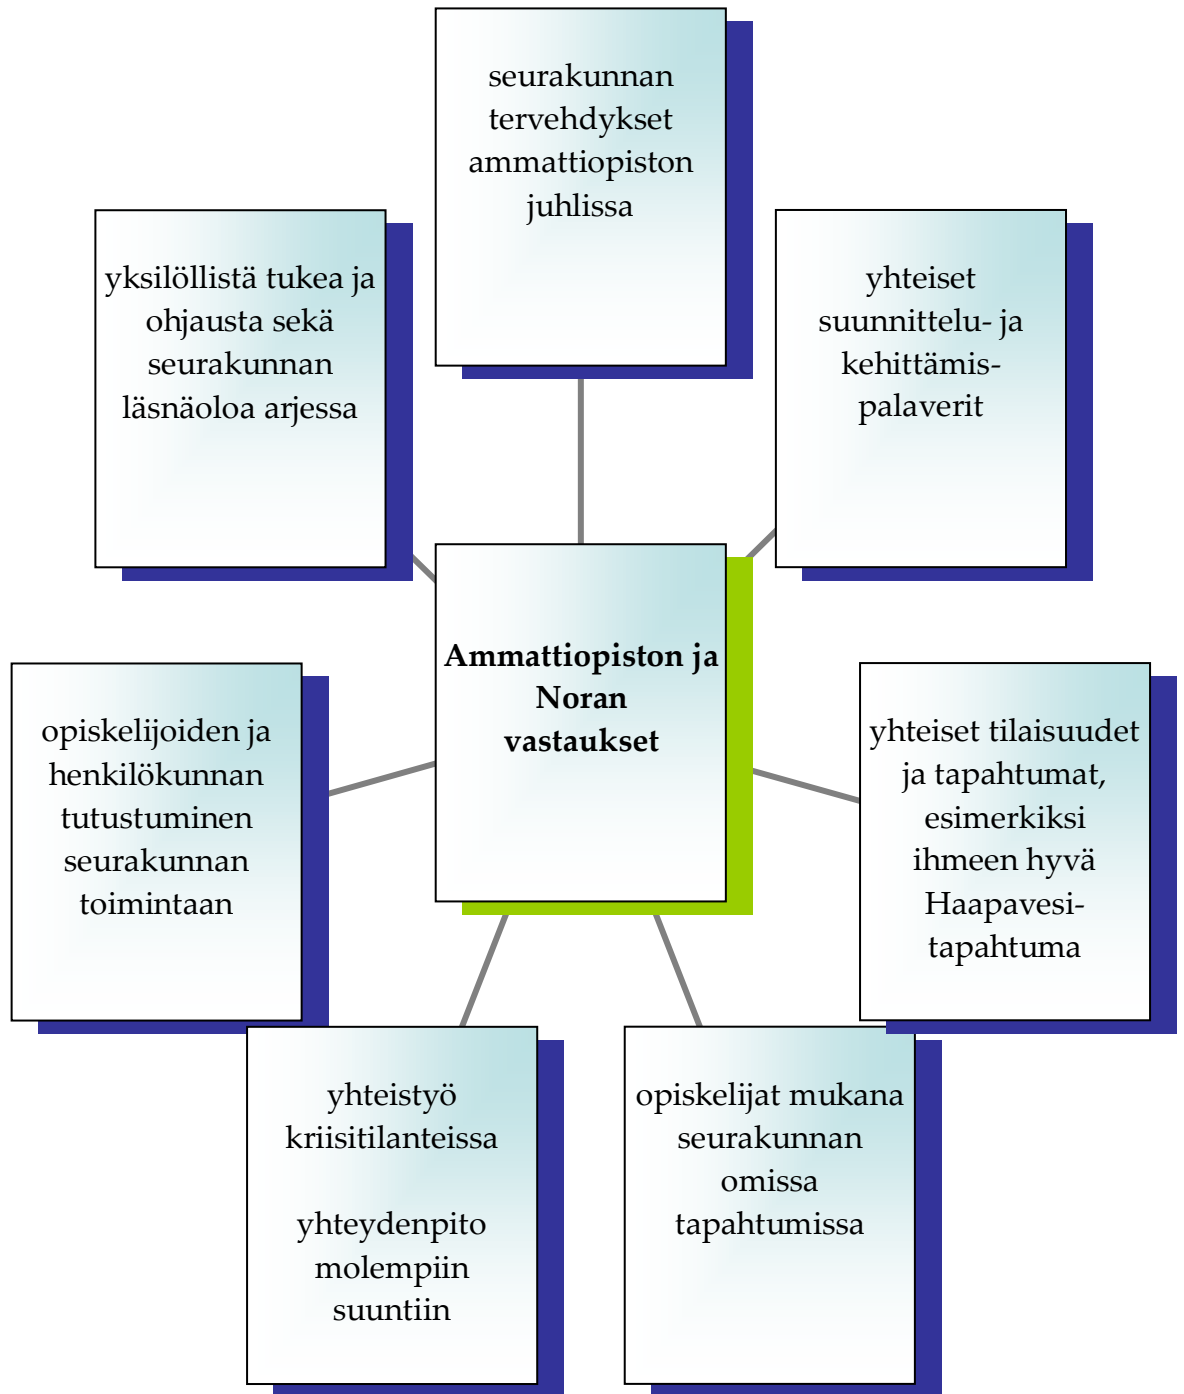 seurakunnan
tervehdykset
ammattiopiston
juhlissa
yksilöllistä tukea ja
ohjausta sekä
seurakunnan
läsnäoloa arjessa
yhteiset
suunnittelu- ja
kehittämis-
palaverit
Ammattiopiston ja
Noran
vastaukset
opiskelijoiden ja
henkilökunnan
tutustuminen
seurakunnan
toimintaan
yhteiset tilaisuudet
ja tapahtumat,
esimerkiksi
ihmeen hyvä
Haapavesi-
tapahtuma
yhteistyö
kriisitilanteissa
yhteydenpito
molempiin
suuntiin
opiskelijat mukana
seurakunnan
omissa
tapahtumissa